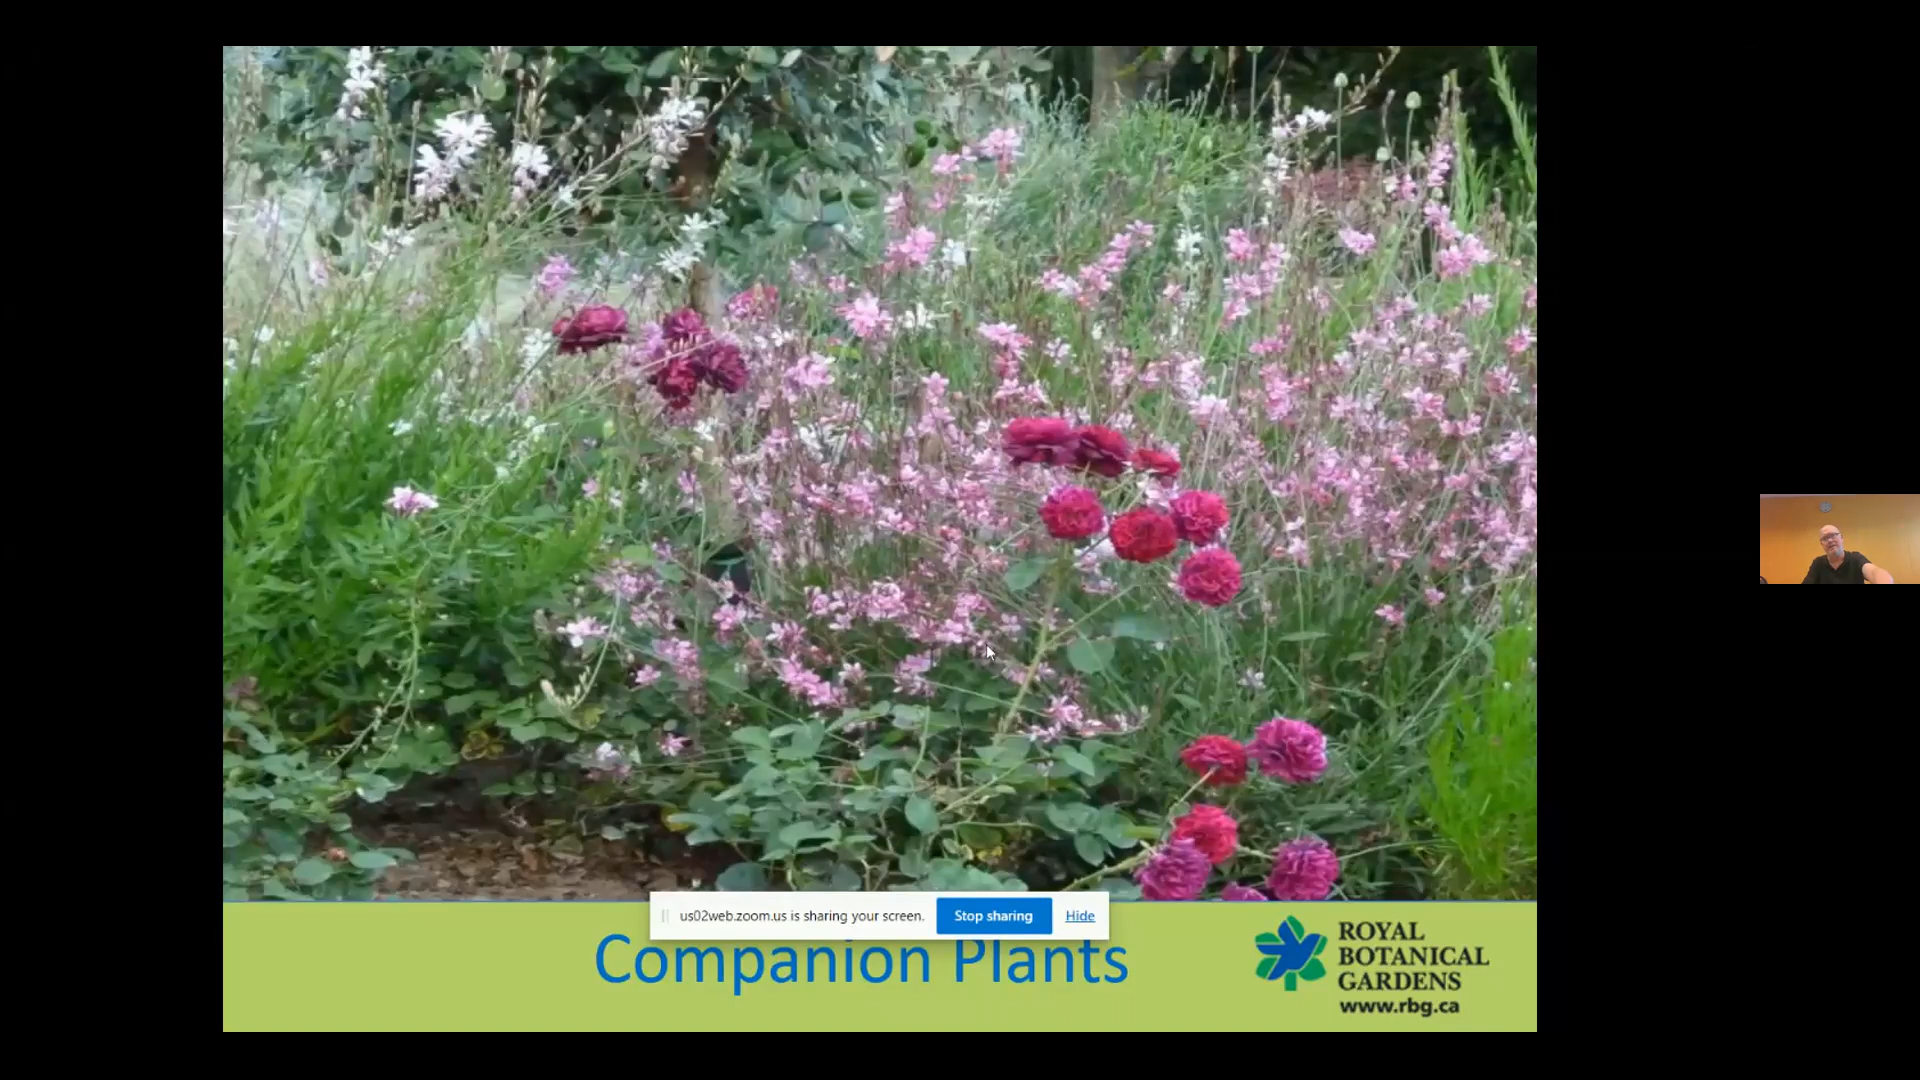 us02web.zoom.us is sharing your screen. Stop sharing Hide
Companion Plants
ROYAL
BOTANICAL
GARDENS
www.rbg.ca